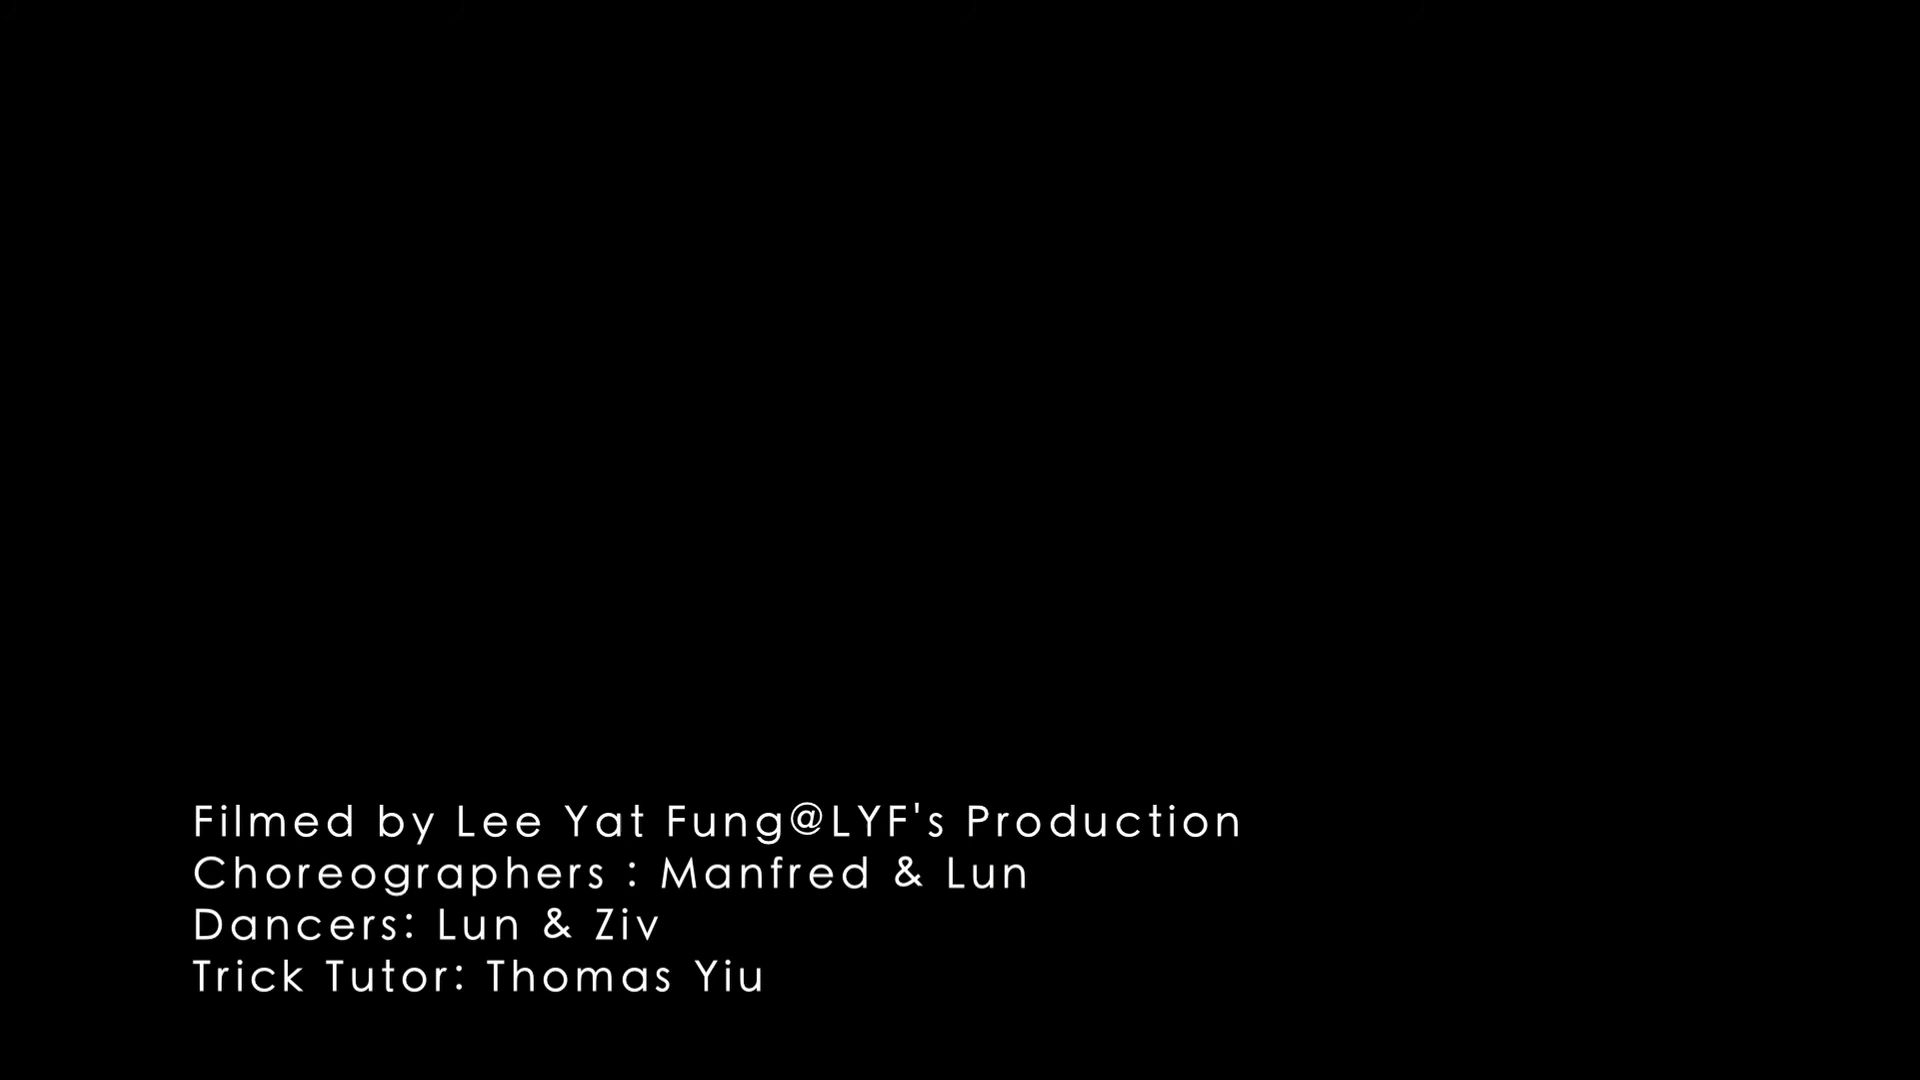 Filmed by Lee Yat Fung@LYF's Production
Choreographers : Manfred & Lun
Dancers: Lun & Ziv
Trick Tutor: Thomas Yiu